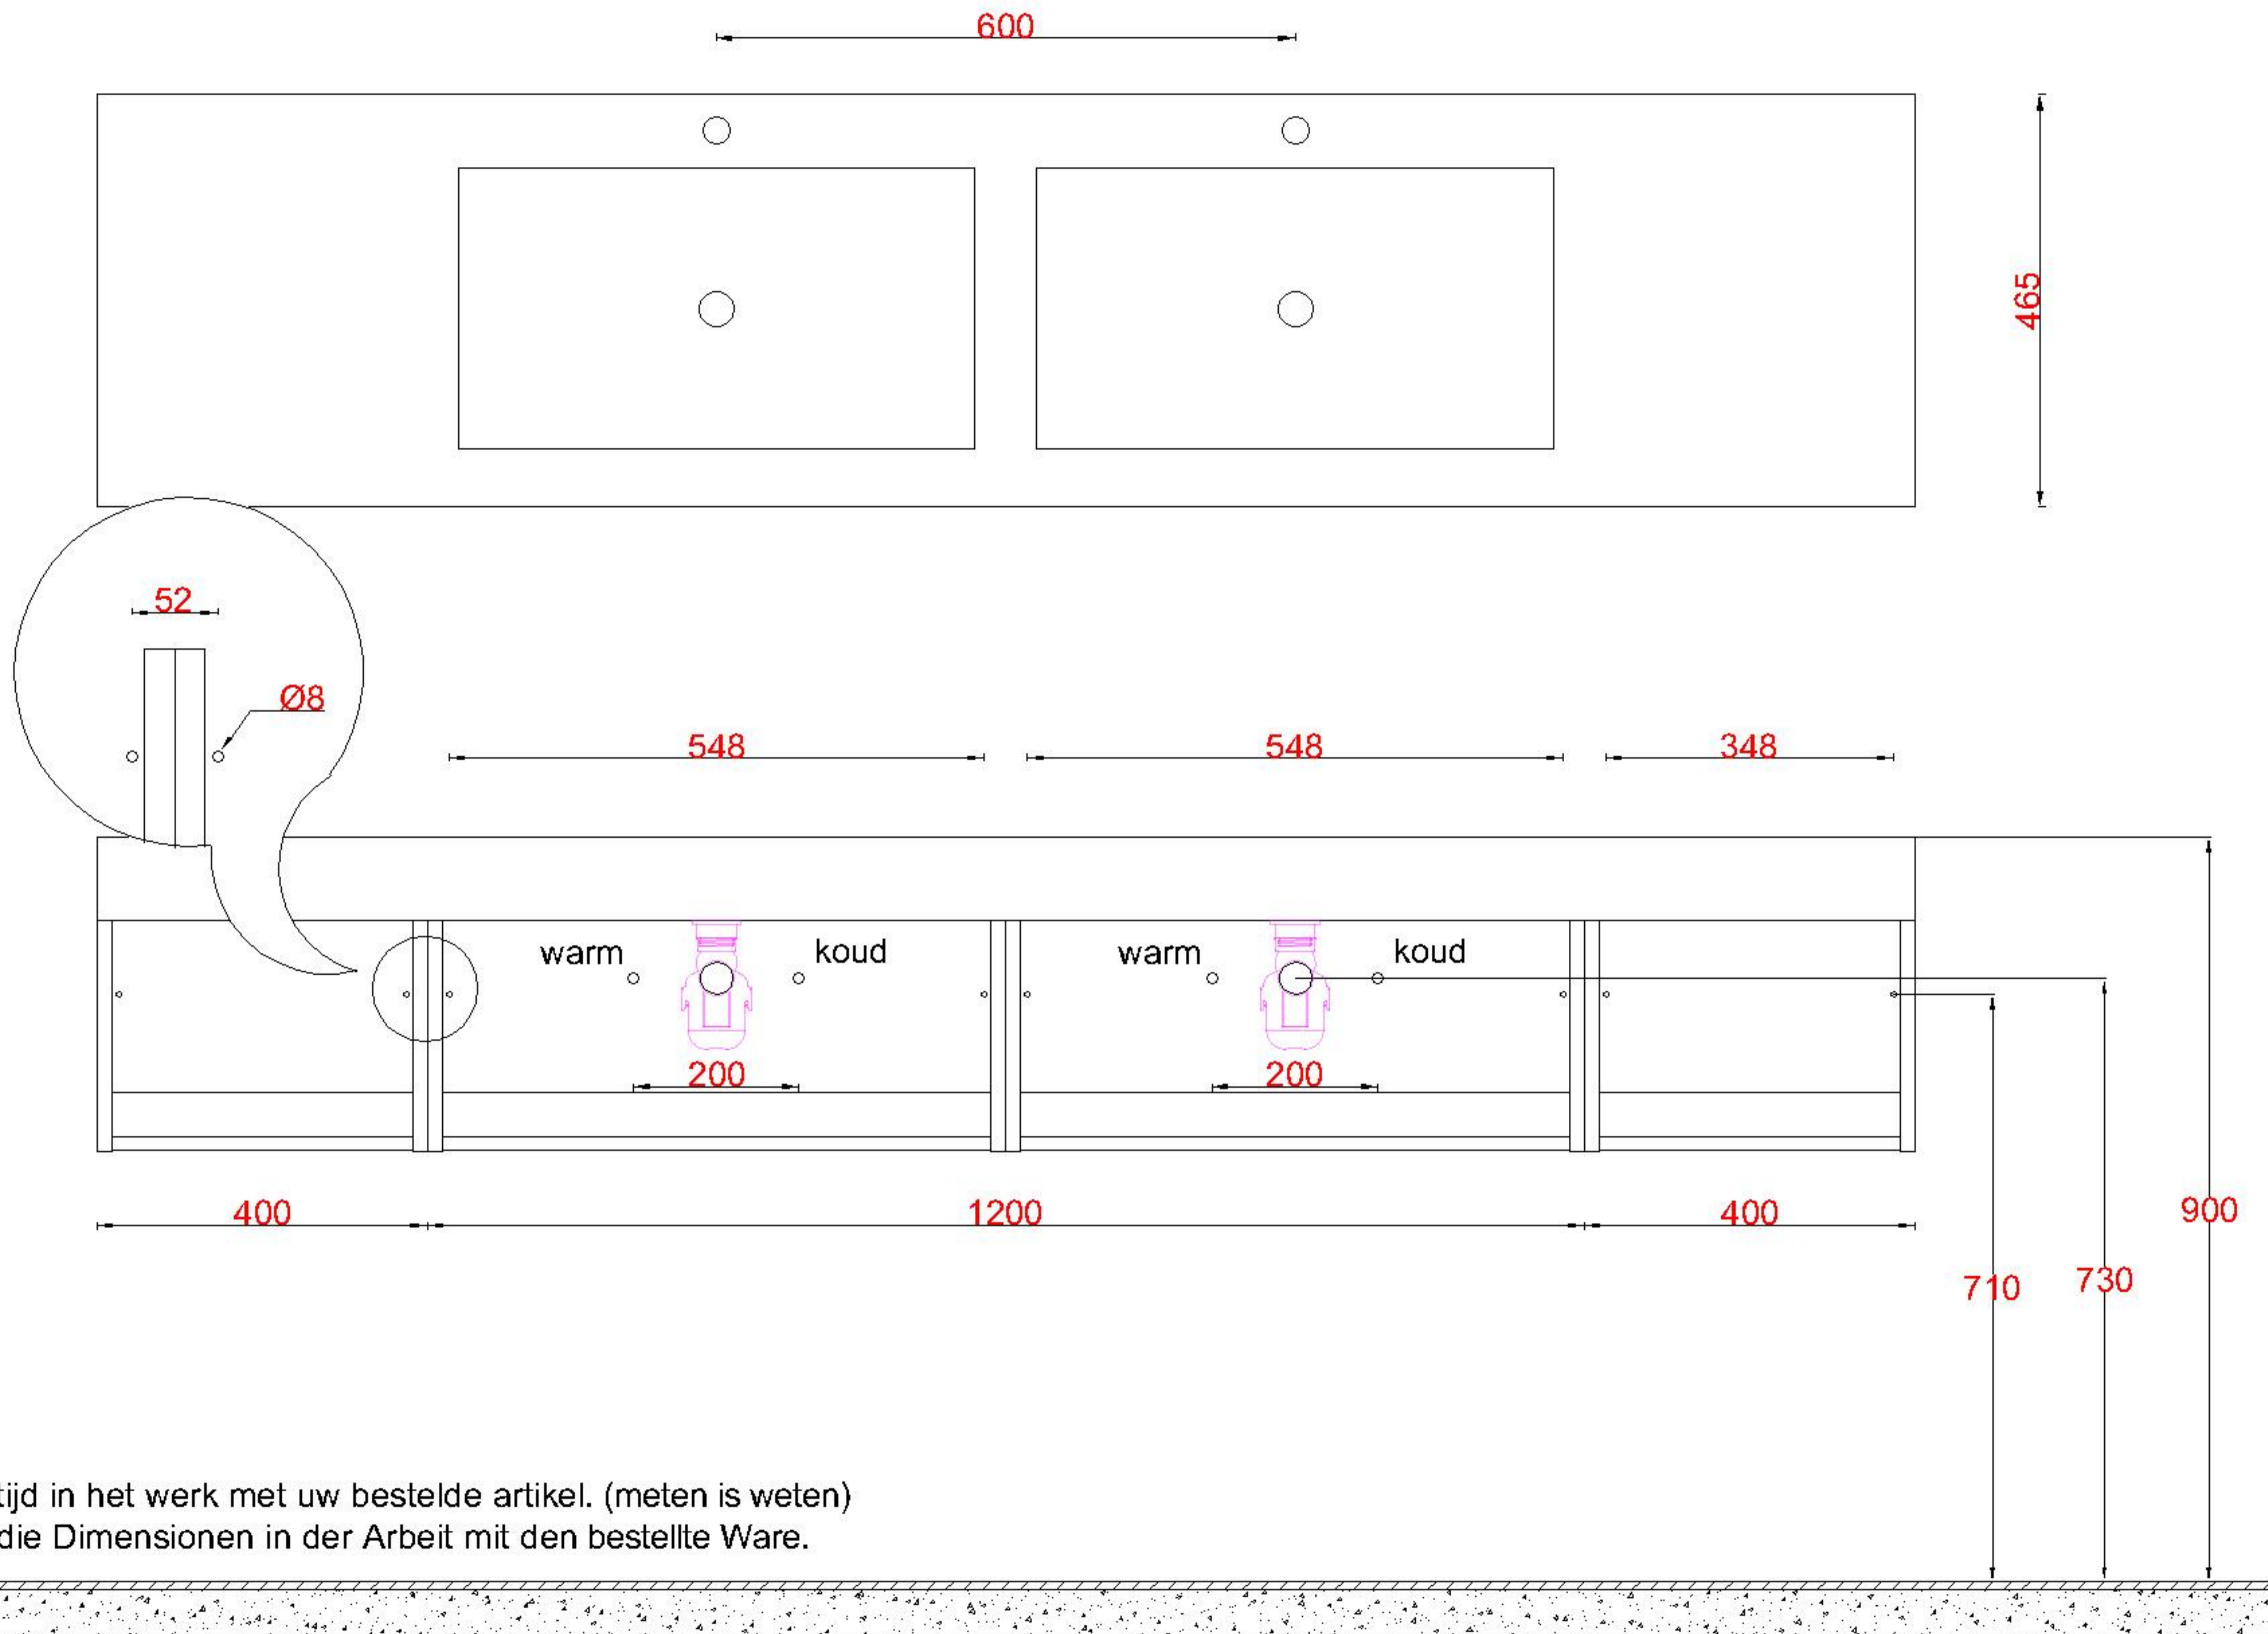 600
465
52
Ø8
548 548 348
warm koud warm koud
200 200
400 1200 400
900
710 730
tijd in het werk met uw bestelde artikel. (meten is weten)
die Dimensionen in der Arbeit mit den bestellte Ware.